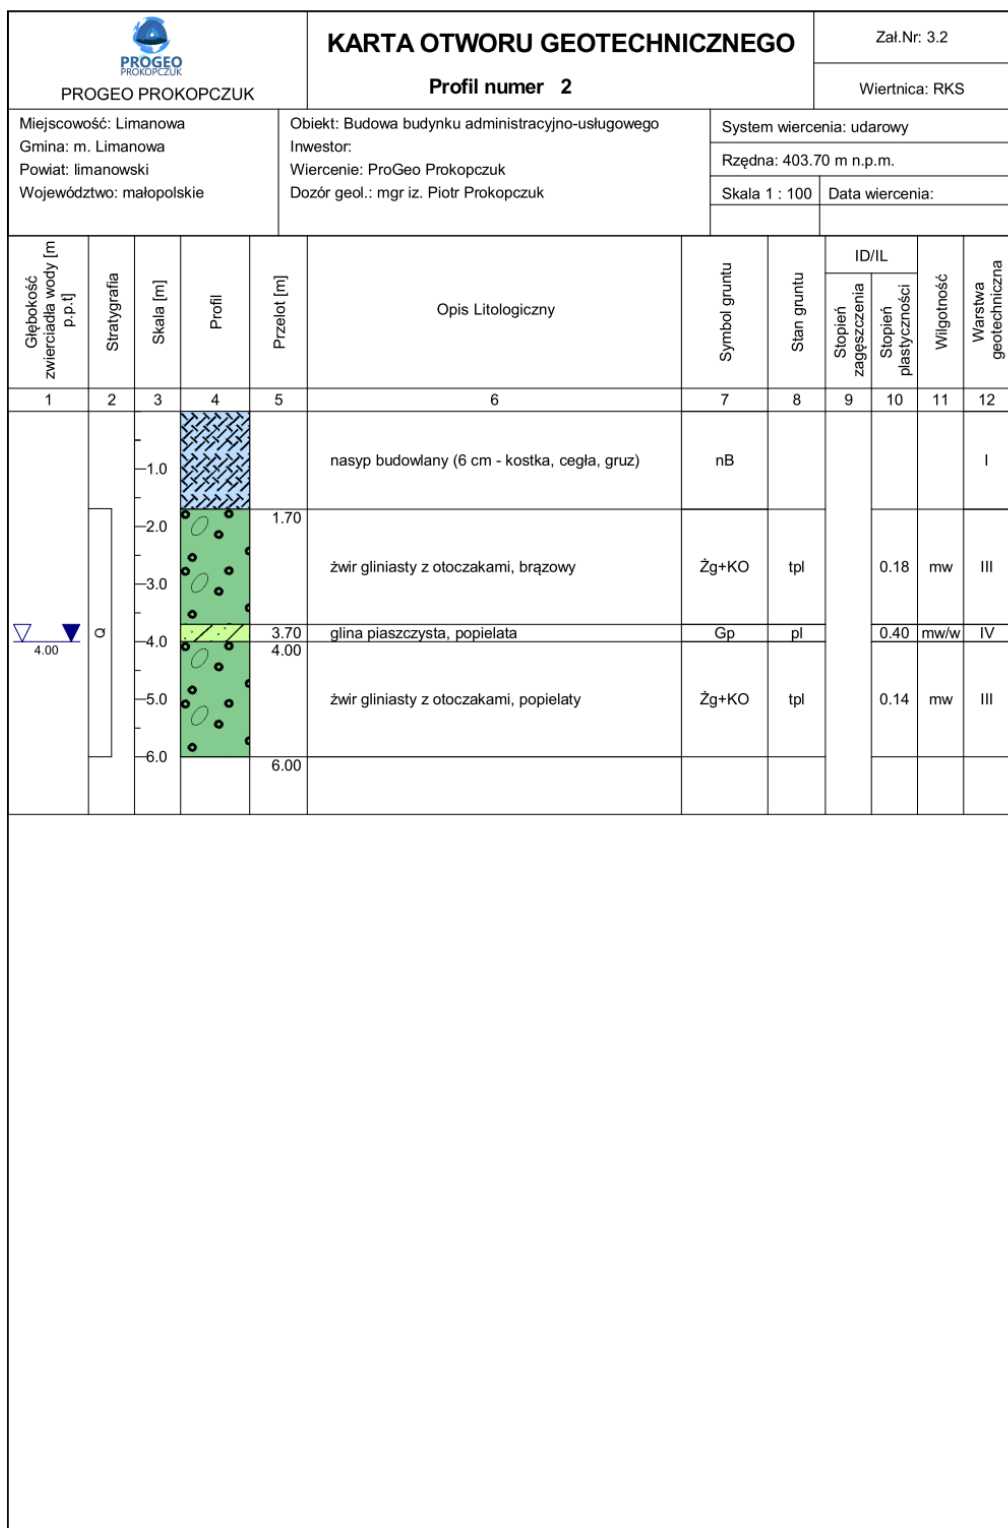 PROGEO
PROKOPCZUK
PROGEO PROKOPCZUK
KARTA OTWORU GEOTECHNICZNEGO
Profil numer 2
Zał.Nr: 3.2
Wiertnica: RKS
Miejscowość: Limanowa
Gmina: m. Limanowa
Powiat: limanowski
Województwo: małopolskie
Obiekt: Budowa budynku administracyjno-usługowego
Inwestor:
Wiercenie: ProGeo Prokopczuk
Dozór geol.: mgr iz. Piotr Prokopczuk
System wiercenia: udarowy
Rzędna: 403.70 m n.p.m.
Skala 1 : 100 Data wiercenia:
Głębokość
zwierciadła wody [m
p.p.t]
Stratygrafia
Skala [m]
Profil
Przelot [m]
Opis Litologiczny
Symbol gruntu
Stan gruntu
ID/IL
Stopień
zagęszczenia
Stopień
plastyczności
Wilgotność
Warstwa
geotechniczna
1 2 3 4 5 6 7 8 9 10 11 12
-1.0 nasyp budowlany (6 cm - kostka, cegła, gruz) nB I
1.70
-2.0
żwir gliniasty z otoczakami, brązowy Żg+KO tpl 0.18 mw III
-3.0
Q 3.70 glina piaszczysta, popielata Gp pl 0.40 mw/w IV
4.00 -4.0 4.00
-5.0 żwir gliniasty z otoczakami, popielaty Żg+KO tpl 0.14 mw III
-6.0
6.00